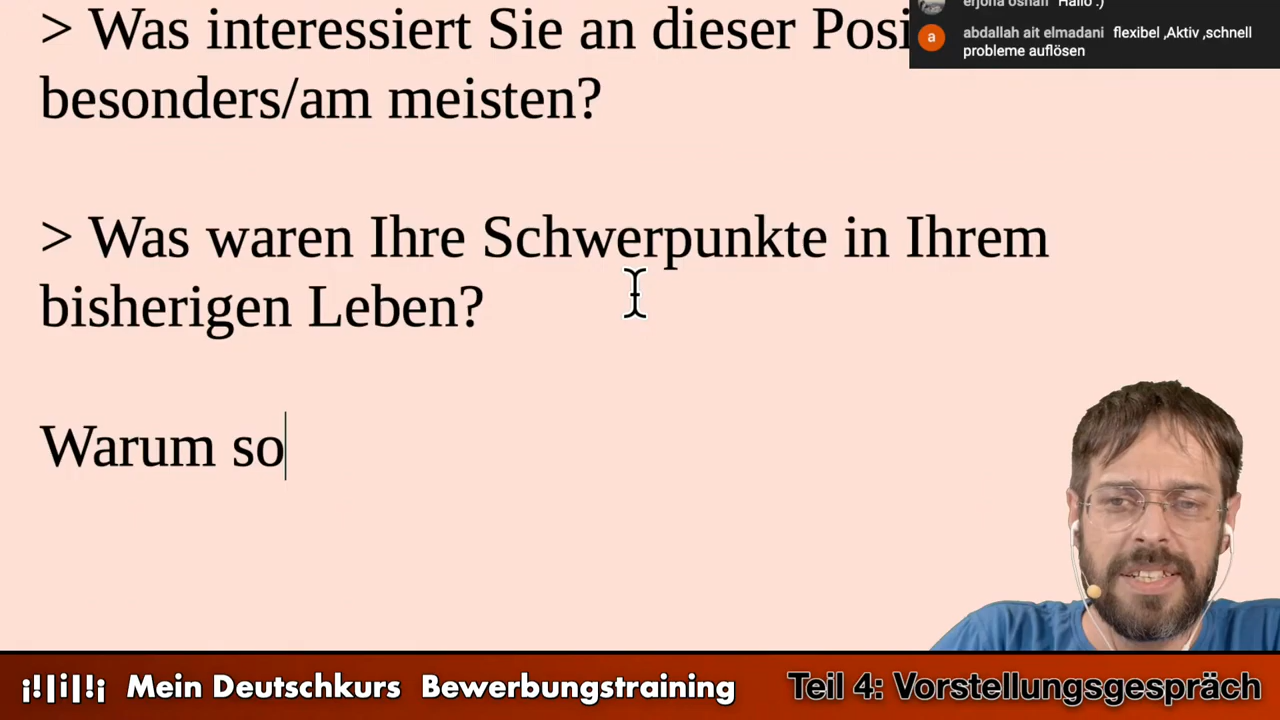 > Was interessiert Sie an dieser Posi
Hallo :)
abdallah ait elmadani flexibel ,Aktiv ,schnell
probleme auflösen
besonders/am meisten?
> Was waren Ihre Schwerpunkte in Ihrem
bisherigen Leben?
Warum so
¡!|i|!¡ Mein Deutschkurs Bewerbungstraining
Teil 4: Vorstellungsgespräch